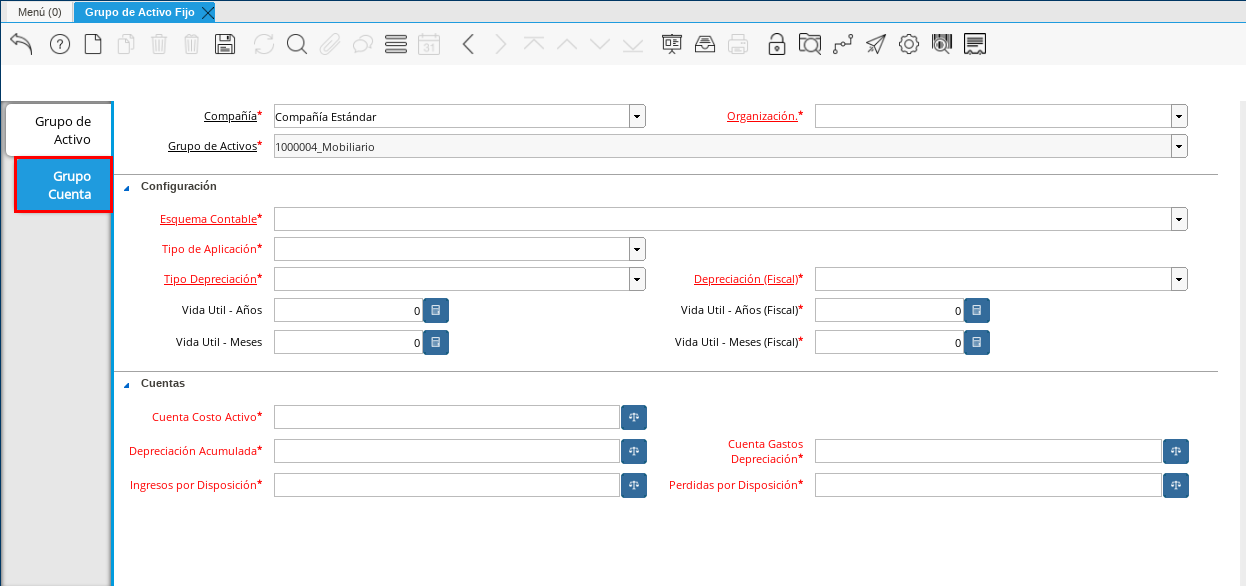 Menú (0)
Grupo de Activo Fijo
31
Grupo de
Activo
Grupo
Cuenta
Compañía* Compañía Estándar Organización.*
Grupo de Activos* 1000004_Mobiliario
Configuración
Esquema Contable*
Tipo de Aplicación*
Tipo Depreciación* Depreciación (Fiscal)*
Vida Util - Años 0 Vida Util - Años (Fiscal)* 0
Vida Util - Meses 0 Vida Util - Meses (Fiscal)* 0
Cuentas
Cuenta Costo Activo*
Depreciación Acumulada* Cuenta Gastos
Depreciación*
Ingresos por Disposición* Perdidas por Disposición*